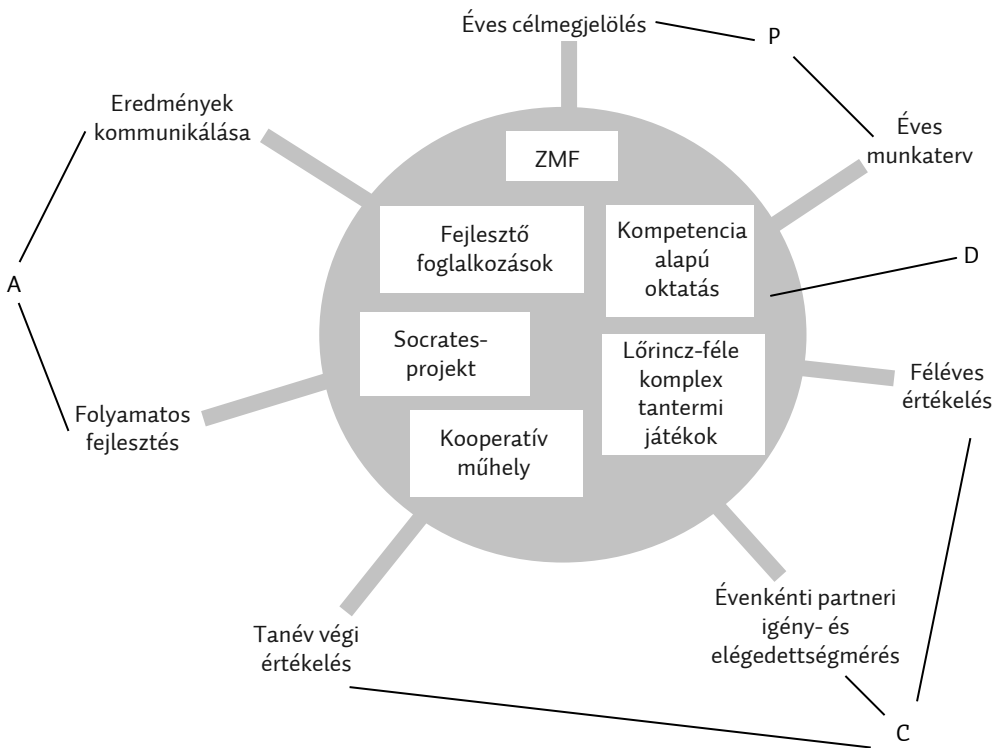 Éves célmegjelölés
P
Eredmények
kommunikálása
Éves
munkaterv
ZMF
Fejlesztő
foglalkozások
Kompetencia
alapú
oktatás
D
A
Socrates-
projekt
Lőrincz-féle
komplex
tantermi
játékok
Féléves
értékelés
Folyamatos
fejlesztés
Kooperatív
műhely
Évenkénti partneri
igény- és
elégedettségmérés
Tanév végi
értékelés
C